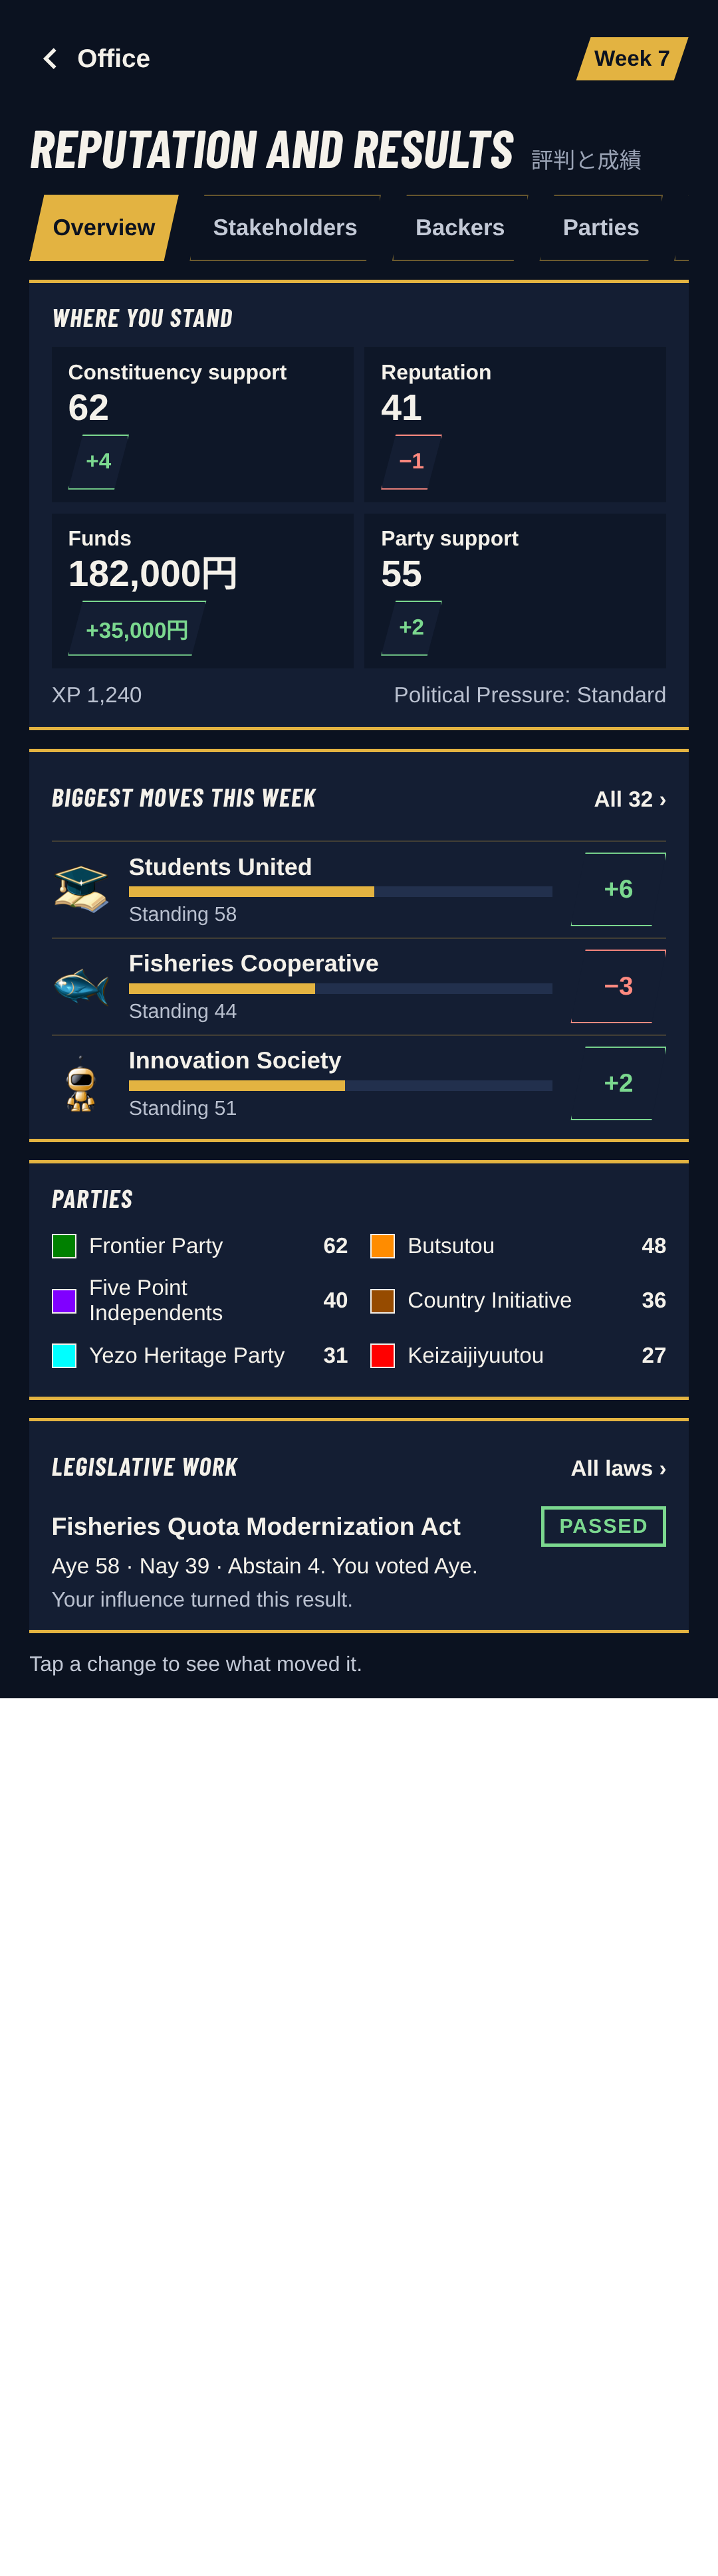 Office
Week 7
REPUTATION AND RESULTS 評判と成績
Overview
Stakeholders
Backers
Parties
WHERE YOU STAND
Constituency support
62
+4
Reputation
41
−1
Funds
182,000円
+35,000円
Party support
55
+2
XP 1,240
Political Pressure: Standard
BIGGEST MOVES THIS WEEK
All 32 ›
Students United
Standing 58
+6
Fisheries Cooperative
Standing 44
−3
Innovation Society
Standing 51
+2
PARTIES
Frontier Party 62
Butsutou 48
Five Point
Independents
40
Country Initiative 36
Yezo Heritage Party 31
Keizaijiyuutou 27
LEGISLATIVE WORK
All laws ›
Fisheries Quota Modernization Act
PASSED
Aye 58 · Nay 39 · Abstain 4. You voted Aye.
Your influence turned this result.
Tap a change to see what moved it.